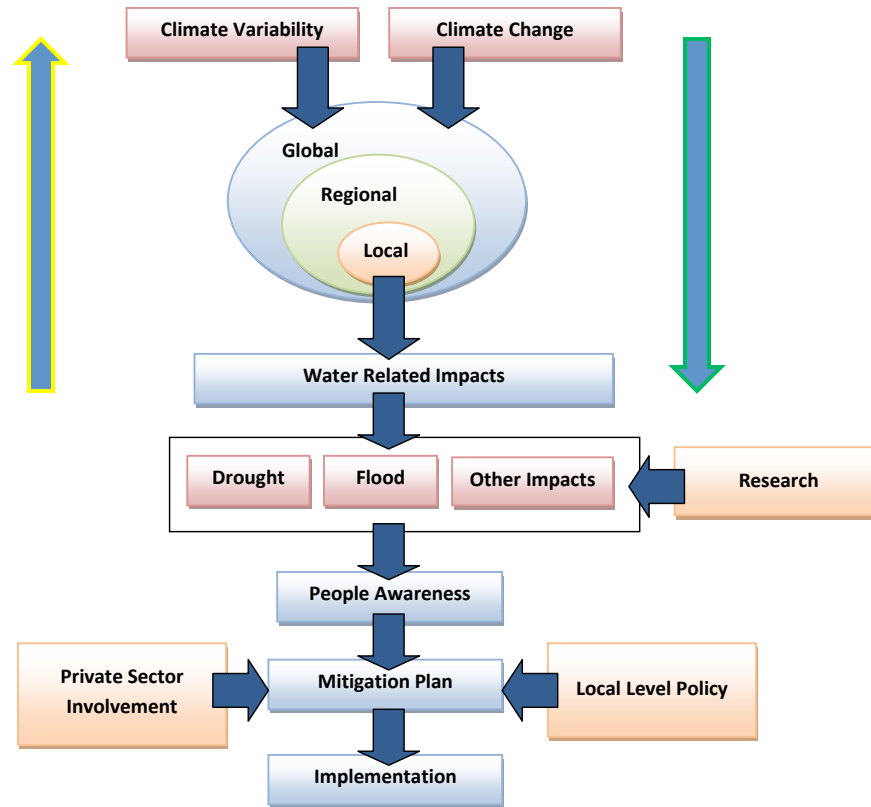 Climate Variability
Climate Change
Global
Regional
Local
Water Related Impacts
Drought
Flood
Other Impacts
Research
People Awareness
Private Sector
Involvement
Mitigation Plan
Local Level Policy
Implementation